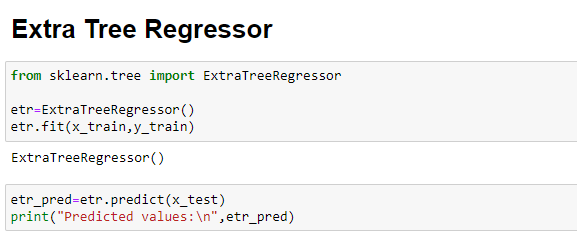 Extra Tree Regressor
from sklearn.tree import ExtraTreeRegressor
etr=ExtraTreeRegressor()
etr.fit(x_train,y_train)
ExtraTreeRegressor()
etr_pred=etr.predict(x_test)
print("Predicted values:\n",etr_pred)